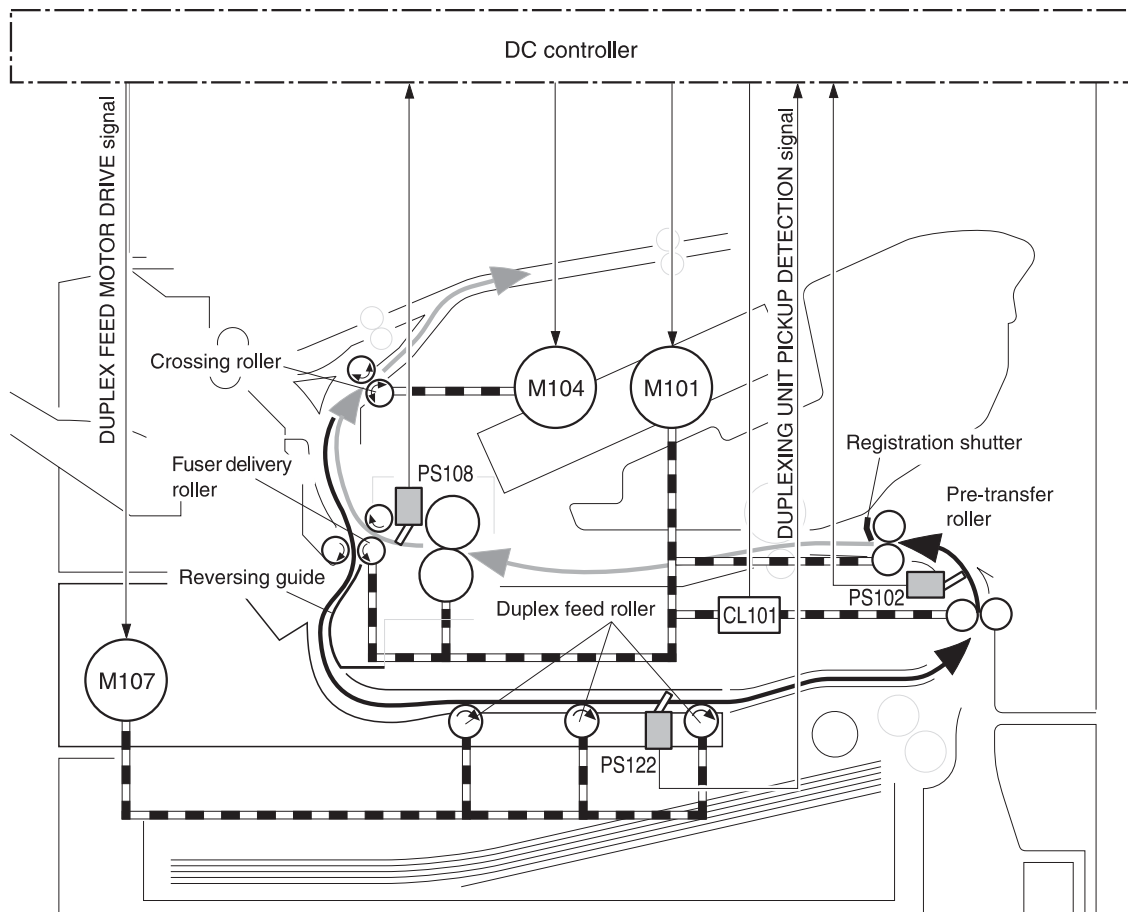 DC controller
DUPLEX FEED MOTOR DRIVE signal
DUPLEXING UNIT PICKUP DETECTION signal
Crossing roller
M104
M101
Registration shutter
Fuser delivery
roller
PS108
Pre-transfer
roller
Reversing guide
PS102
Duplex feed roller
CL101
M107
PS122